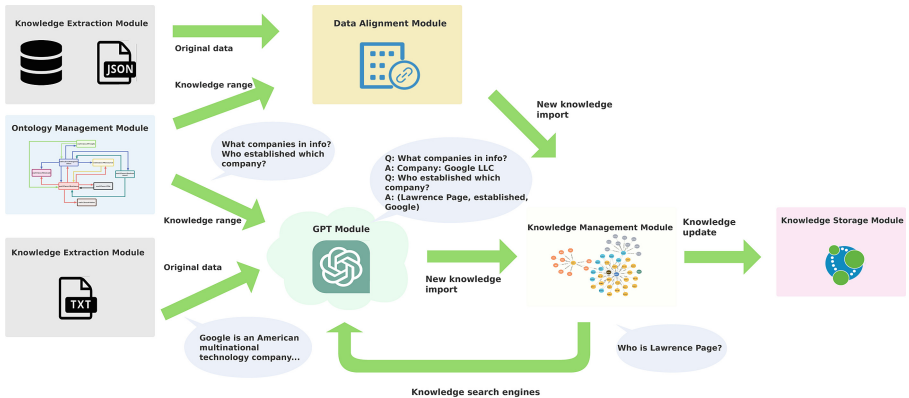 Knowledge Extraction Module
JSON
Original data
Data Alignment Module
Knowledge range
New knowledge
import
Ontology Management Module
What companies in info?
Who established which
company?
Q: What companies in info?
A: Company: Google LLC
Q: Who established which
company?
A: (Lawrence Page, established,
Google)
Knowledge range
GPT Module
Knowledge Management Module
Knowledge
update
Knowledge Storage Module
Knowledge Extraction Module
TXT
Original data
New knowledge
import
Google is an American
multinational
technology company...
Who is Lawrence Page?
Knowledge search engines